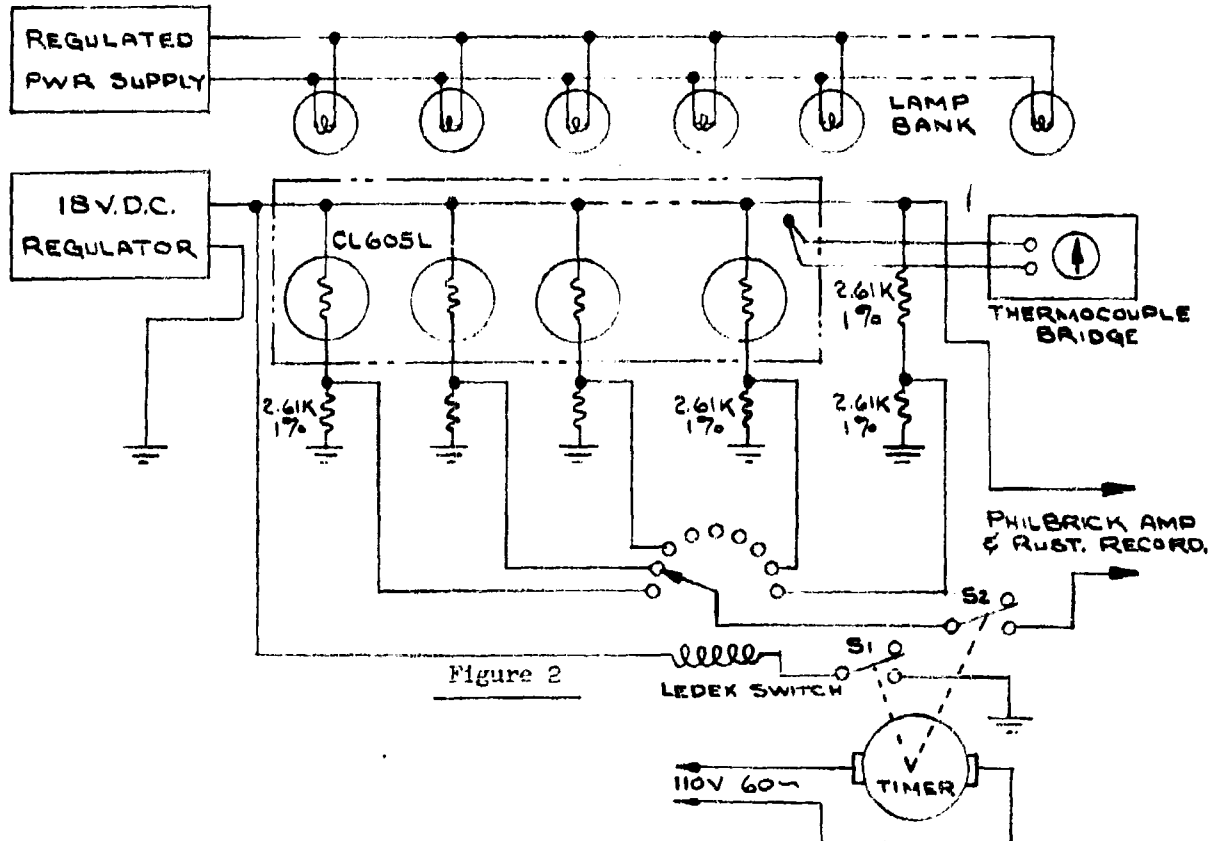 REGULATED
PWR SUPPLY
LAMP
BANK
18 V.D.C.
REGULATOR
CL605L
2.61K
1%
THERMOCOUPLE
BRIDGE
2.61K
1%
2.61K
1%
2.61K
1%
PHILBRICK AMP
& RUST. RECORD.
S2
S1
Figure 2
LEDEX SWITCH
110V 60~
TIMER